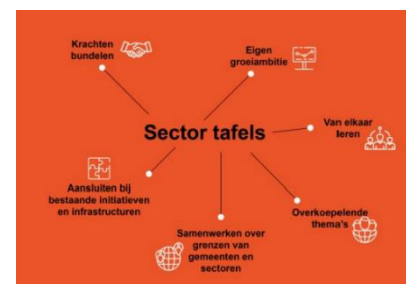 Krachten
bundelen
Eigen
groeiambitie
Sector tafels
Van elkaar
leren
Aansluiten bij
bestaande initiatieven
en infrastructuren
Samenwerken over
grenzen van
gemeenten en
sectoren
Overkoepelende
thema's